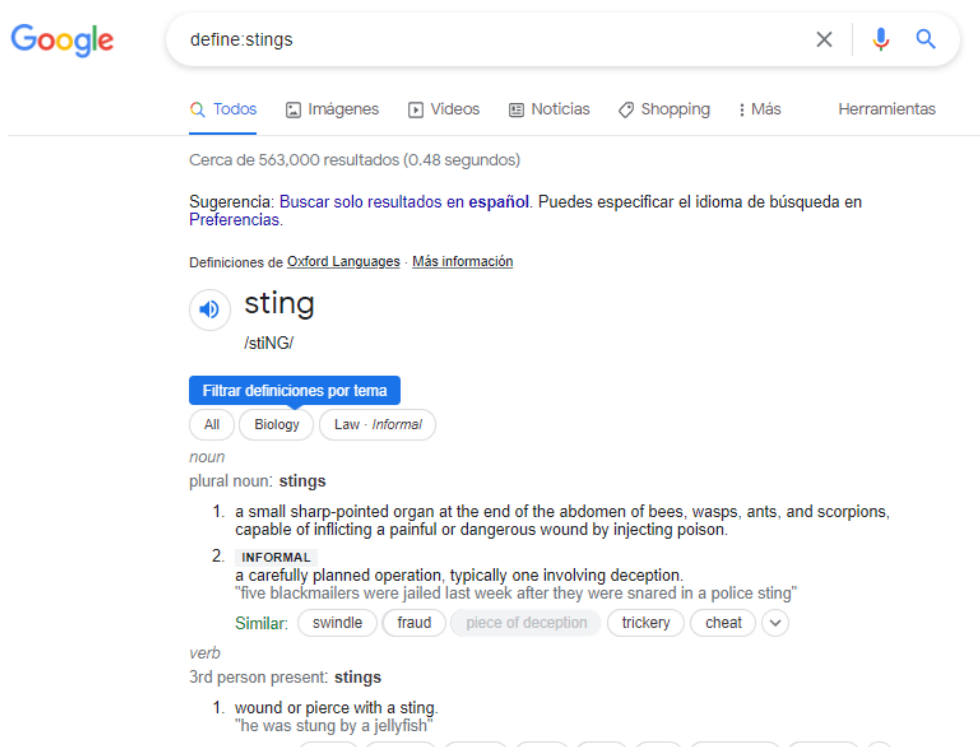 Google
define:stings
Todos Imágenes Videos Noticias Shopping Más Herramientas
Cerca de 563,000 resultados (0.48 segundos)
Sugerencia: Buscar solo resultados en español. Puedes especificar el idioma de búsqueda en
Preferencias.
Definiciones de Oxford Languages · Más información
sting
/stiNG/
Filtrar definiciones por tema
All Biology Law · Informal
noun
plural noun: stings
1. a small sharp-pointed organ at the end of the abdomen of bees, wasps, ants, and scorpions,
capable of inflicting a painful or dangerous wound by injecting poison.
2. INFORMAL
a carefully planned operation, typically one involving deception.
"five blackmailers were jailed last week after they were snared in a police sting"
Similar: swindle fraud piece of deception trickery cheat
verb
3rd person present: stings
1. wound or pierce with a sting.
"he was stung by a jellyfish"